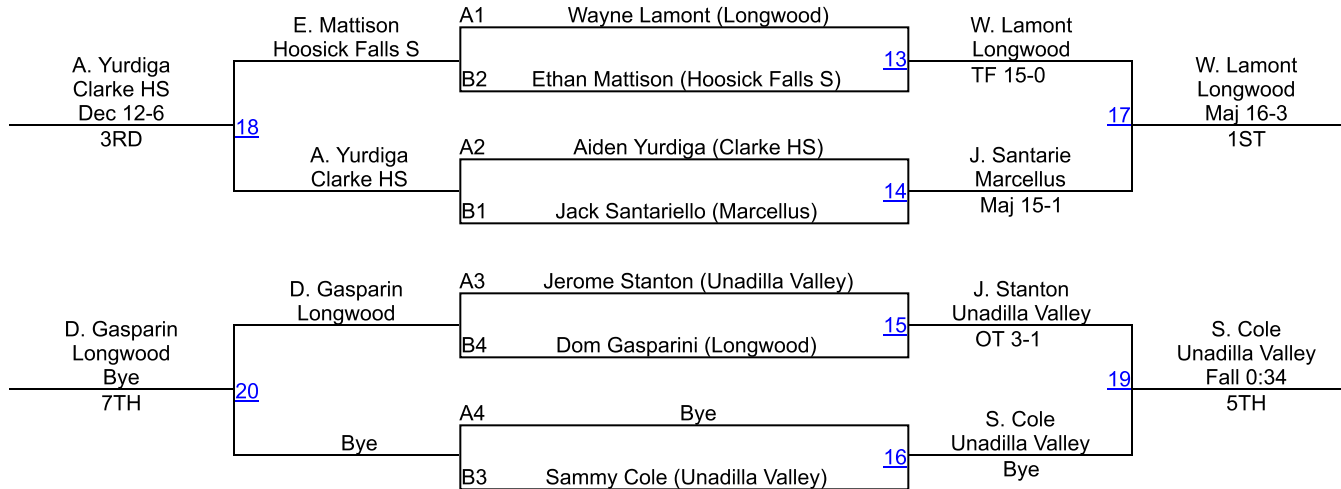 A1
Wayne Lamont (Longwood)
E. Mattison
Hoosick Falls S
W. Lamont
Longwood
13
TF 15-0
A. Yurdiga
Clarke HS
Dec 12-6
3RD
B2
Ethan Mattison (Hoosick Falls S)
W. Lamont
Longwood
Maj 16-3
1ST
18
17
A. Yurdiga
Clarke HS
A2
Aiden Yurdiga (Clarke HS)
J. Santarie
Marcellus
14
Maj 15-1
B1
Jack Santariello (Marcellus)
A3
Jerome Stanton (Unadilla Valley)
D. Gasparin
Longwood
J. Stanton
Unadilla Valley
15
OT 3-1
D. Gasparin
Longwood
Bye
7TH
B4
Dom Gasparini (Longwood)
S. Cole
Unadilla Valley
Fall 0:34
5TH
20
19
A4
Bye
Bye
S. Cole
Unadilla Valley
16
Bye
B3
Sammy Cole (Unadilla Valley)